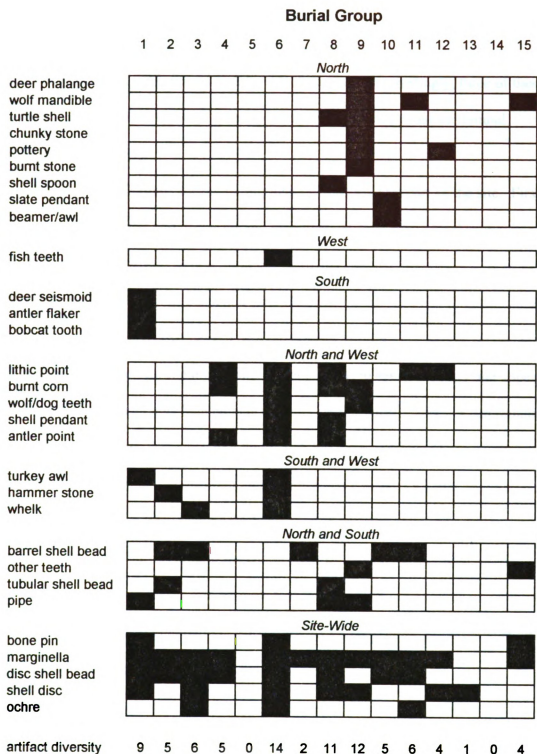 Burial Group
1 2 3 4 5 6 7 8 9 10 11 12 13 14 15
North
deer phalange
wolf mandible
turtle shell
chunky stone
pottery
burnt stone
shell spoon
slate pendant
beamer/awl
West
fish teeth
South
deer seismoid
antler flaker
bobcat tooth
North and West
lithic point
burnt corn
wolf/dog teeth
shell pendant
antler point
South and West
turkey awl
hammer stone
whelk
North and South
barrel shell bead
other teeth
tubular shell bead
pipe
Site-Wide
bone pin
marginella
disc shell bead
shell disc
ochre
artifact diversity 9 5 6 5 0 14 2 11 12 5 6 4 1 0 4